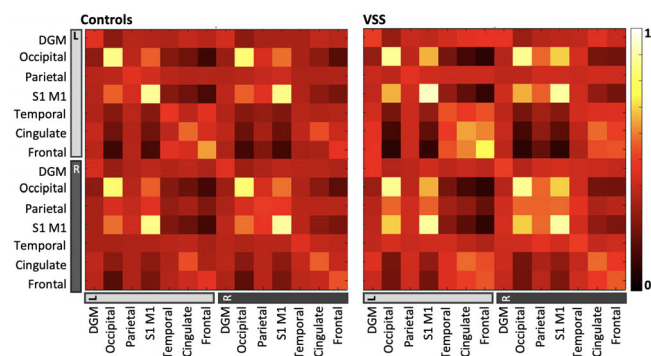 Controls
VSS
L
DGM
Occipital
Parietal
S1 M1
Temporal
Cingulate
Frontal
R
DGM
Occipital
Parietal
S1 M1
Temporal
Cingulate
Frontal
1
0
L
R
L
R
DGM
Occipital
Parietal
S1 M1
Temporal
Cingulate
Frontal
DGM
Occipital
Parietal
S1 M1
Temporal
Cingulate
Frontal
DGM
Occipital
Parietal
S1 M1
Temporal
Cingulate
Frontal
DGM
Occipital
Parietal
S1 M1
Temporal
Cingulate
Frontal